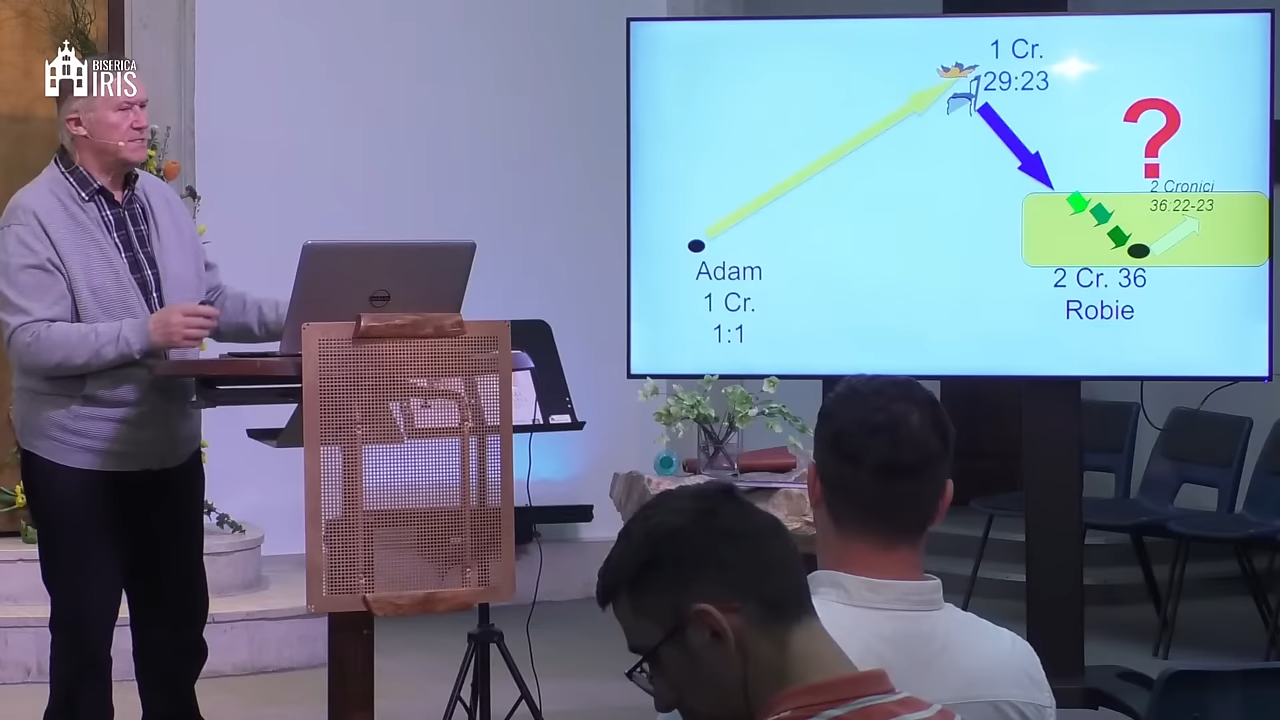 BISERICA
IRIS
1 Cr.
29:23
?
2 Cronici
36:22-23
Adam
1 Cr.
1:1
2 Cr. 36
Robie